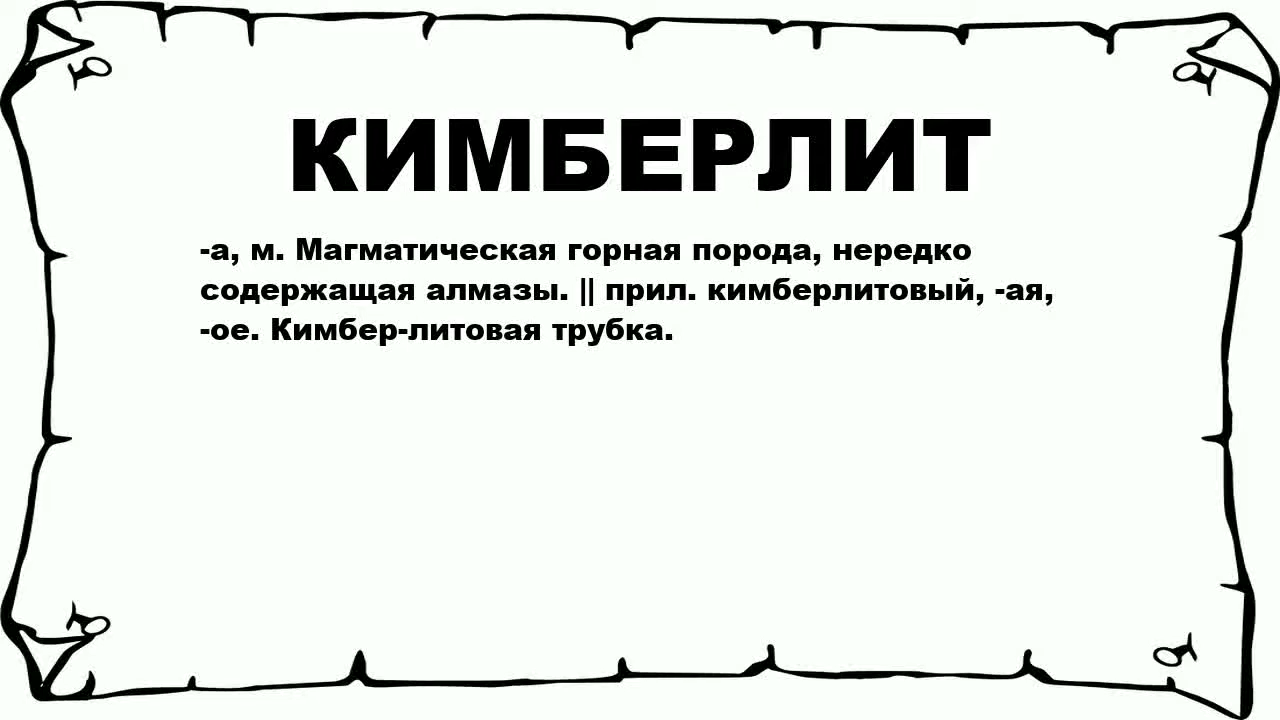 КИМБЕРЛИТ
-а, м. Магматическая горная порода, нередко
содержащая алмазы. || прил. кимберлитовый, -ая,
-ое. Кимбер-литовая трубка.